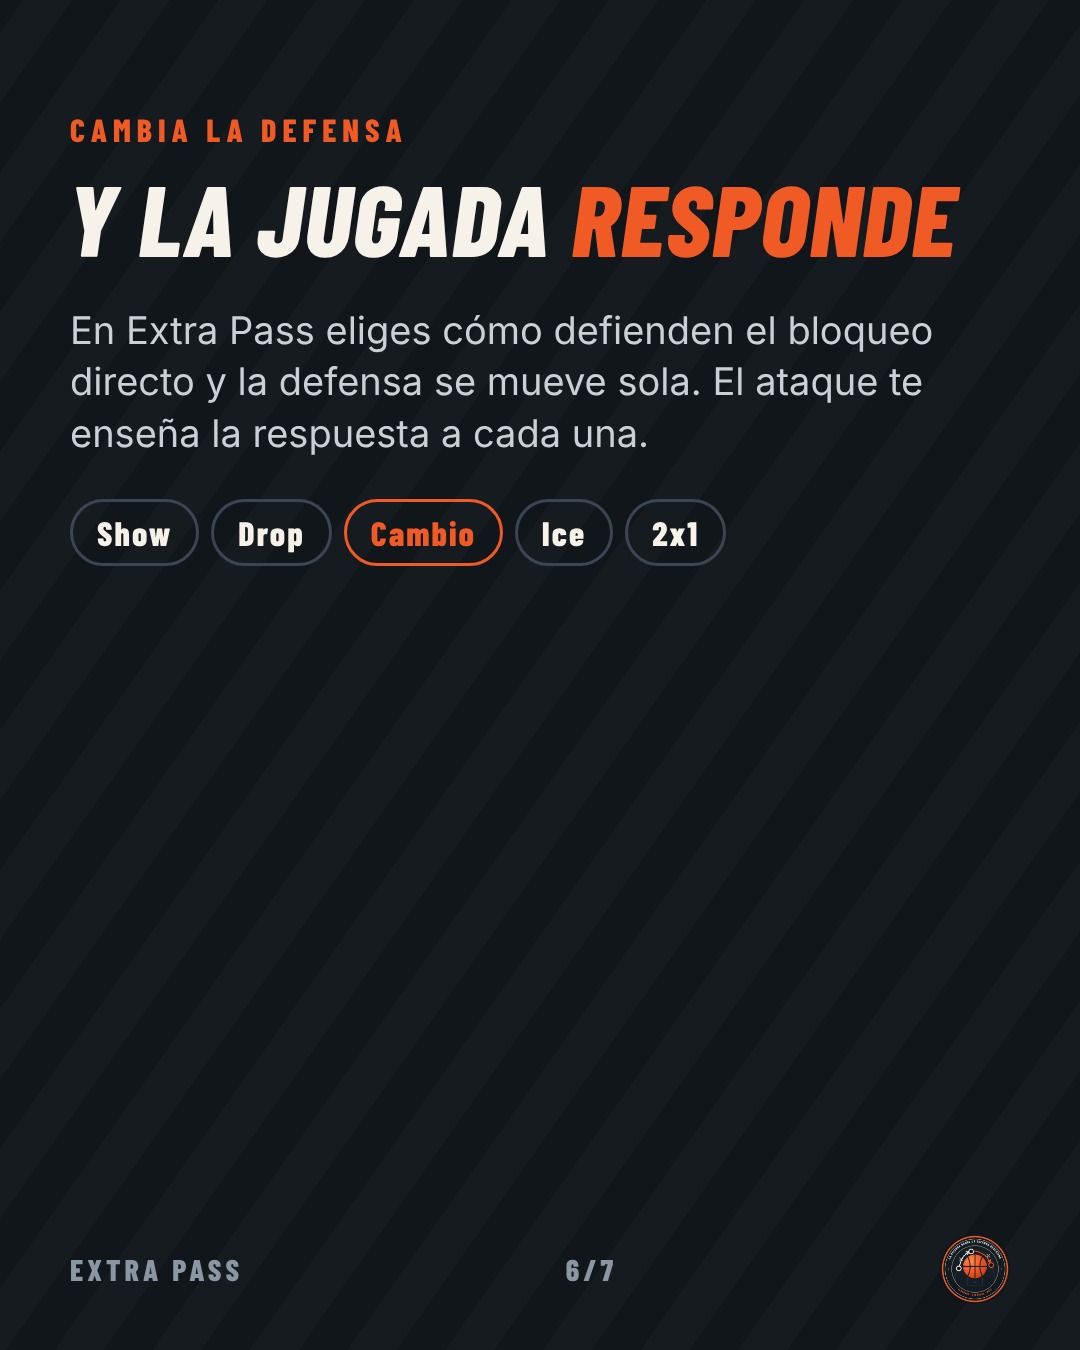 CAMBIA LA DEFENSA
Y LA JUGADA RESPONDE
En Extra Pass eliges cómo defienden el bloqueo
directo y la defensa se mueve sola. El ataque te
enseña la respuesta a cada una.
Show Drop Cambio Ice 2x1
EXTRA PASS 6/7